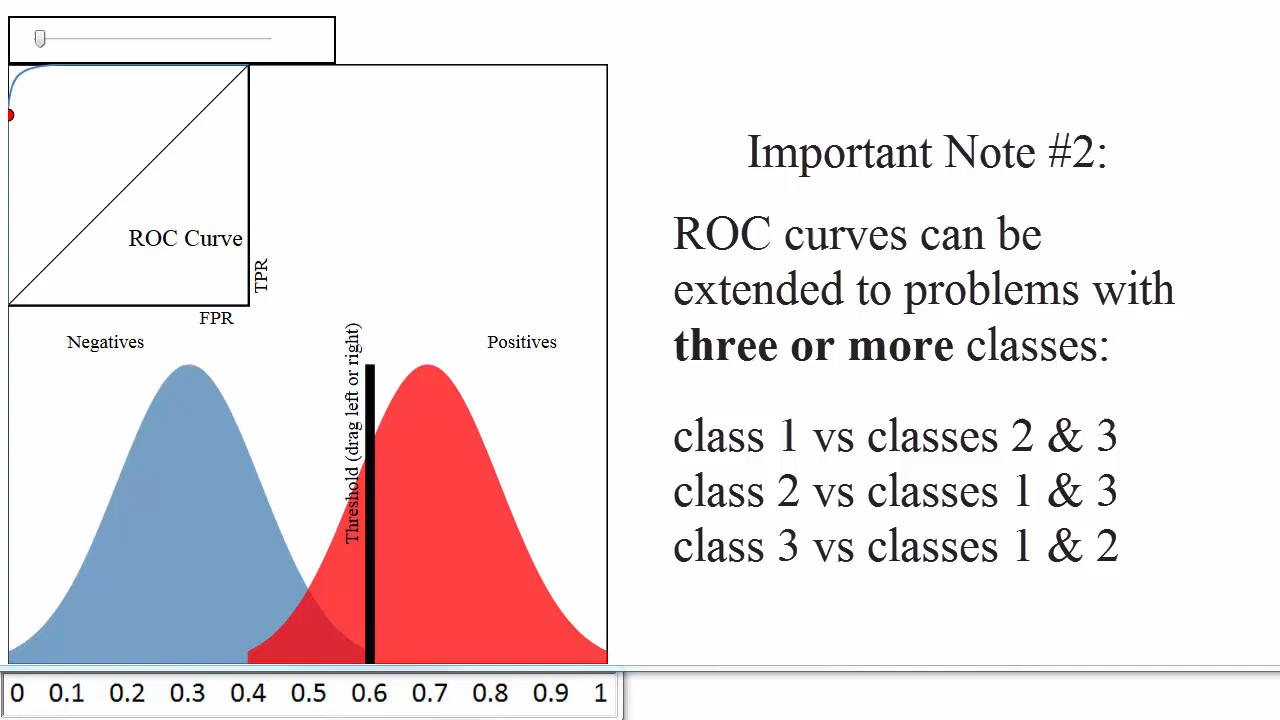 ROC Curve
TPR
FPR
Negatives
Positives
Threshold (drag left or right)
0 0.1 0.2 0.3 0.4 0.5 0.6 0.7 0.8 0.9 1
Important Note #2:
ROC curves can be
extended to problems with
three or more classes:
class 1 vs classes 2 & 3
class 2 vs classes 1 & 3
class 3 vs classes 1 & 2